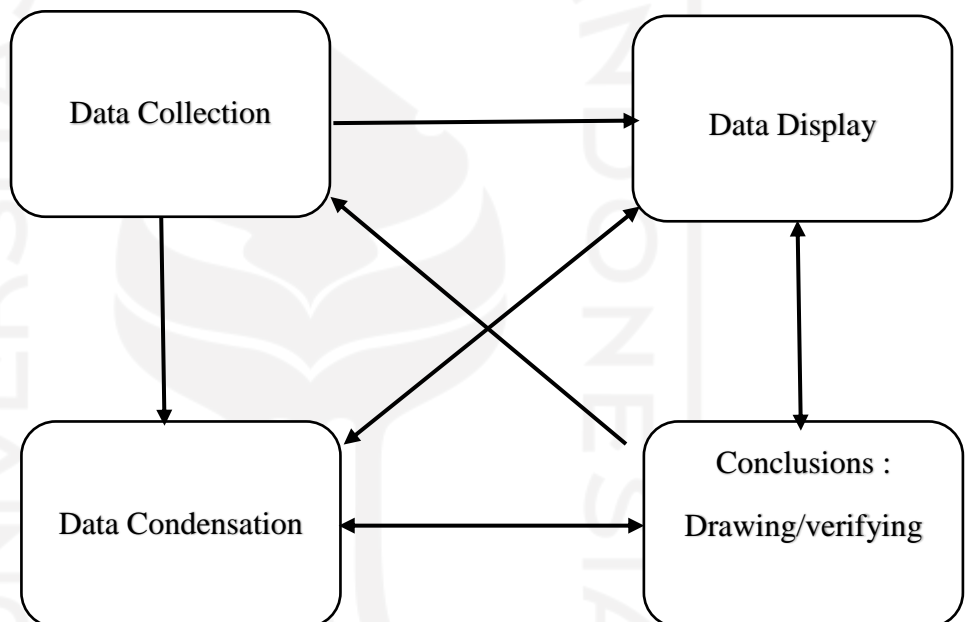 Data Collection
Data Display
Data Condensation
Conclusions :
Drawing/verifying